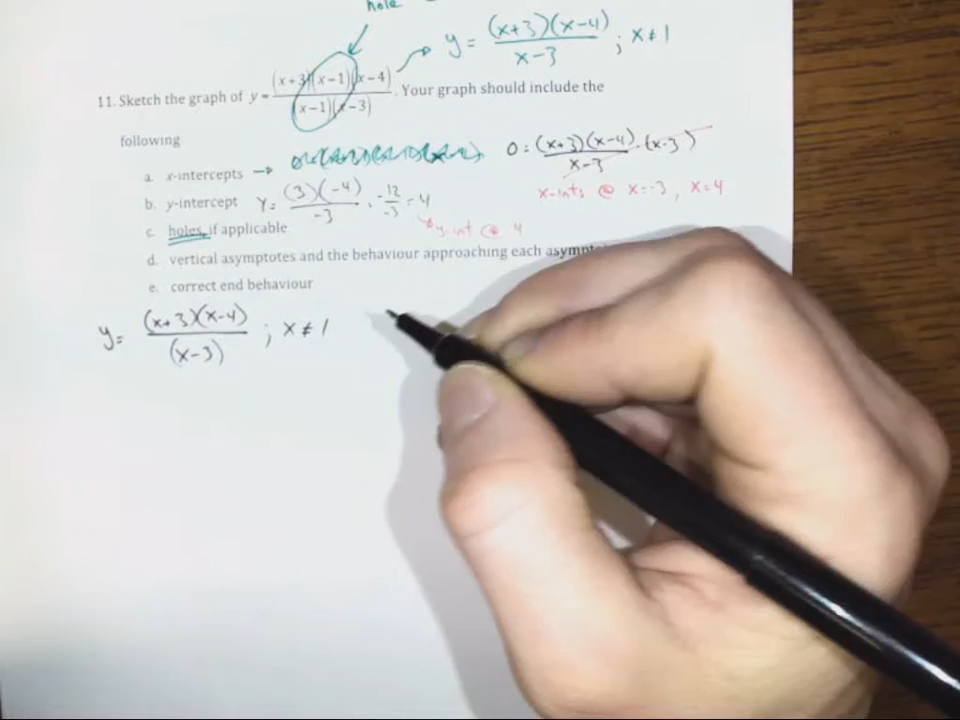 hole
y = (x+3)(x-4) / x-3 ; x ≠ 1
11. Sketch the graph of y = (x+3)(x-1)(x-4) / (x-1)(x-3). Your graph should include the
following
0 = (x+3)(x-4) / x-3 · (x-3)
a. x-intercepts →
x-ints @ x=-3, x=4
b. y-intercept y = (3)(-4) / -3 = -12 / -3 = 4
y-int @ 4
c. holes, if applicable
d. vertical asymptotes and the behaviour approaching each
e. correct end behaviour
y = (x+3)(x-4) / (x-3) ; x ≠ 1